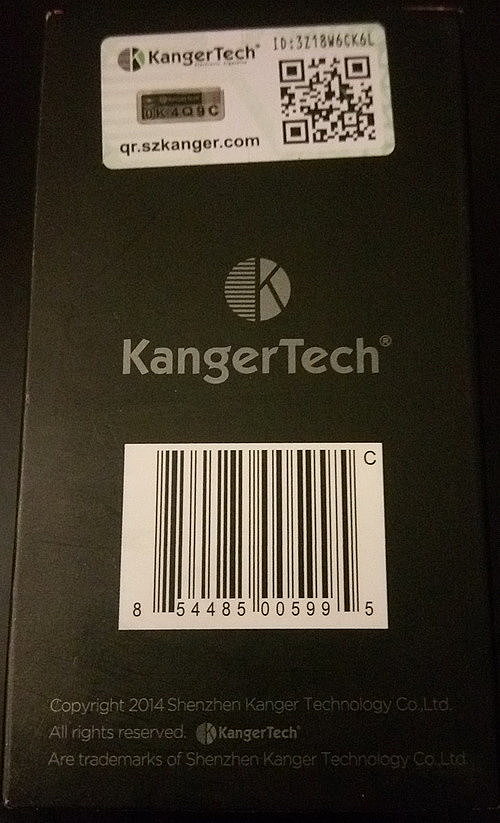 KangerTech®
ID:3Z18W6CK6L
0K4Q9C
qr.szkanger.com
KangerTech®
C
8 54485 00599 5
Copyright 2014 Shenzhen Kanger Technology Co.,Ltd.
All rights reserved. KangerTech®
Are trademarks of Shenzhen Kanger Technology Co.,Ltd